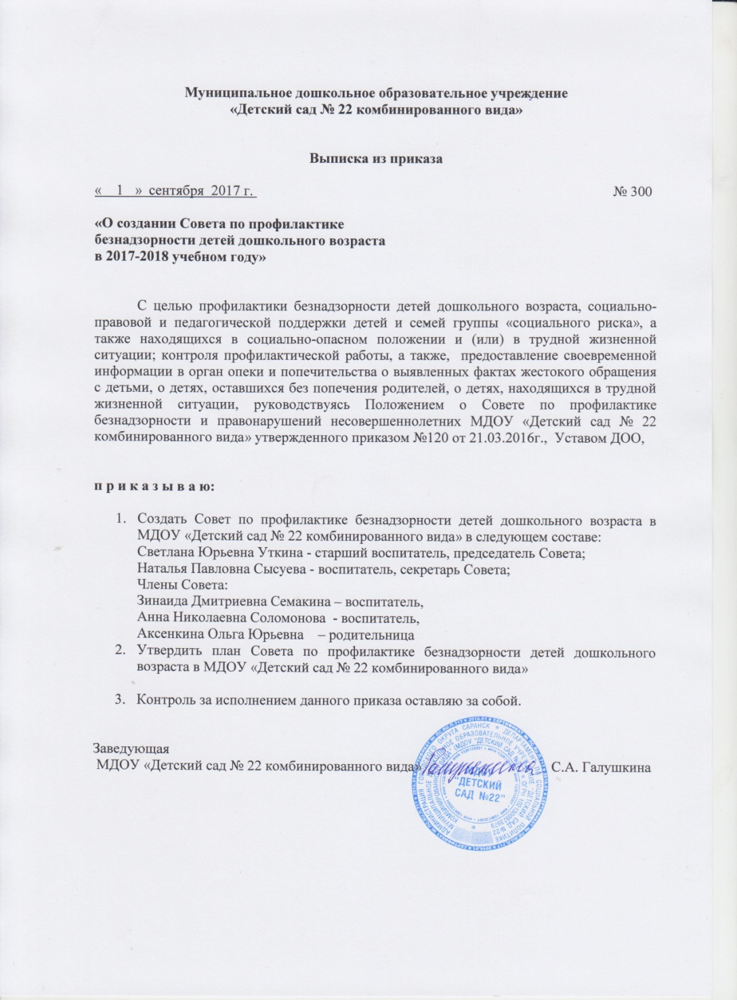 Муниципальное дошкольное образовательное учреждение
«Детский сад № 22 комбинированного вида»
Выписка из приказа
« 1 » сентября 2017 г. № 300
«О создании Совета по профилактике
безнадзорности детей дошкольного возраста
в 2017-2018 учебном году»
С целью профилактики безнадзорности детей дошкольного возраста, социально-
правовой и педагогической поддержки детей и семей группы «социального риска», а
также находящихся в социально-опасном положении и (или) в трудной жизненной
ситуации; контроля профилактической работы, а также, предоставление своевременной
информации в орган опеки и попечительства о выявленных фактах жестокого обращения
с детьми, о детях, оставшихся без попечения родителей, о детях, находящихся в трудной
жизненной ситуации, руководствуясь Положением о Совете по профилактике
безнадзорности и правонарушений несовершеннолетних МДОУ «Детский сад № 22
комбинированного вида» утвержденного приказом №120 от 21.03.2016г., Уставом ДОО,
п р и к а з ы в а ю:
1. Создать Совет по профилактике безнадзорности детей дошкольного возраста в
МДОУ «Детский сад № 22 комбинированного вида» в следующем составе:
Светлана Юрьевна Уткина - старший воспитатель, председатель Совета;
Наталья Павловна Сысуева - воспитатель, секретарь Совета;
Члены Совета:
Зинаида Дмитриевна Семакина – воспитатель,
Анна Николаевна Соломонова - воспитатель,
Аксенкина Ольга Юрьевна – родительница
2. Утвердить план Совета по профилактике безнадзорности детей дошкольного
возраста в МДОУ «Детский сад № 22 комбинированного вида»
3. Контроль за исполнением данного приказа оставляю за собой.
Заведующая
МДОУ «Детский сад № 22 комбинированного вида» С.А. Галушкина
"ДЕТСКИЙ
САД №22"